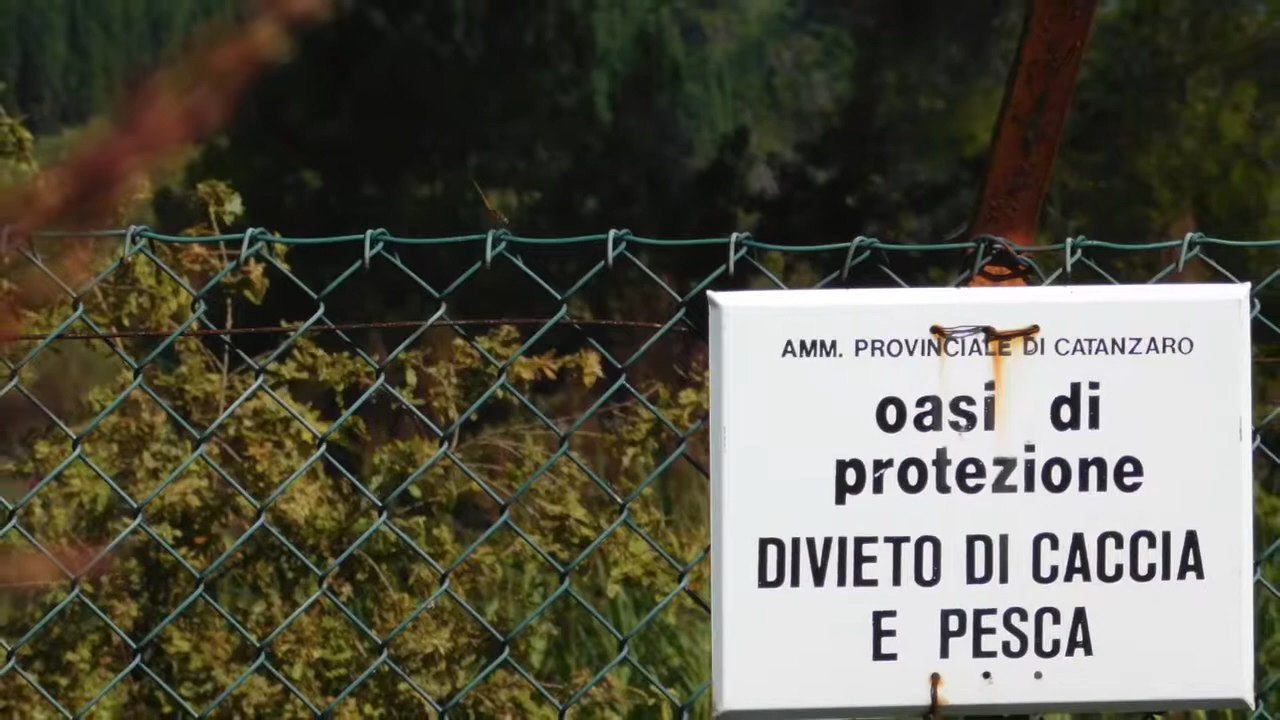 AMM. PROVINCIALE DI CATANZARO
oasi di
protezione
DIVIETO DI CACCIA
E PESCA